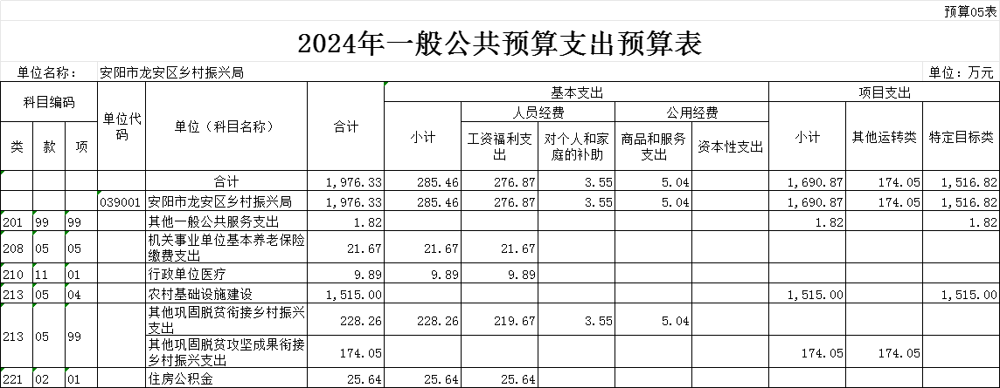 预算05表
2024年一般公共预算支出预算表
单位名称： 安阳市龙安区乡村振兴局 单位：万元
科目编码 单位代码 单位（科目名称） 合计 基本支出 项目支出
类 款 项 小计 人员经费 公用经费 小计 其他运转类 特定目标类
工资福利支出 对个人和家庭的补助 商品和服务支出 资本性支出
合计 1,976.33 285.46 276.87 3.55 5.04 1,690.87 174.05 1,516.82
039001 安阳市龙安区乡村振兴局 1,976.33 285.46 276.87 3.55 5.04 1,690.87 174.05 1,516.82
201 99 99 其他一般公共服务支出 1.82 1.82 1.82
208 05 05 机关事业单位基本养老保险缴费支出 21.67 21.67 21.67
210 11 01 行政单位医疗 9.89 9.89 9.89
213 05 04 农村基础设施建设 1,515.00 1,515.00 1,515.00
213 05 99 其他巩固脱贫衔接乡村振兴支出 228.26 228.26 219.67 3.55 5.04
其他巩固脱贫攻坚成果衔接乡村振兴支出 174.05 174.05 174.05
221 02 01 住房公积金 25.64 25.64 25.64